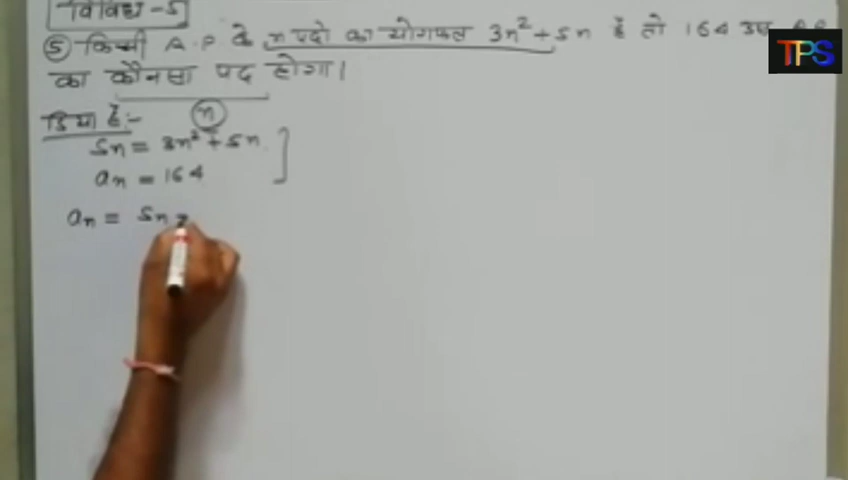 विविध-5
⑤ किसी A.P के n पदो का योगफल 3n²+5n है तो 164 उस
का कौनसा पद होगा।
दिया है:- n
Sn = 3n² + 5n
an = 164
an = Sn
TPS